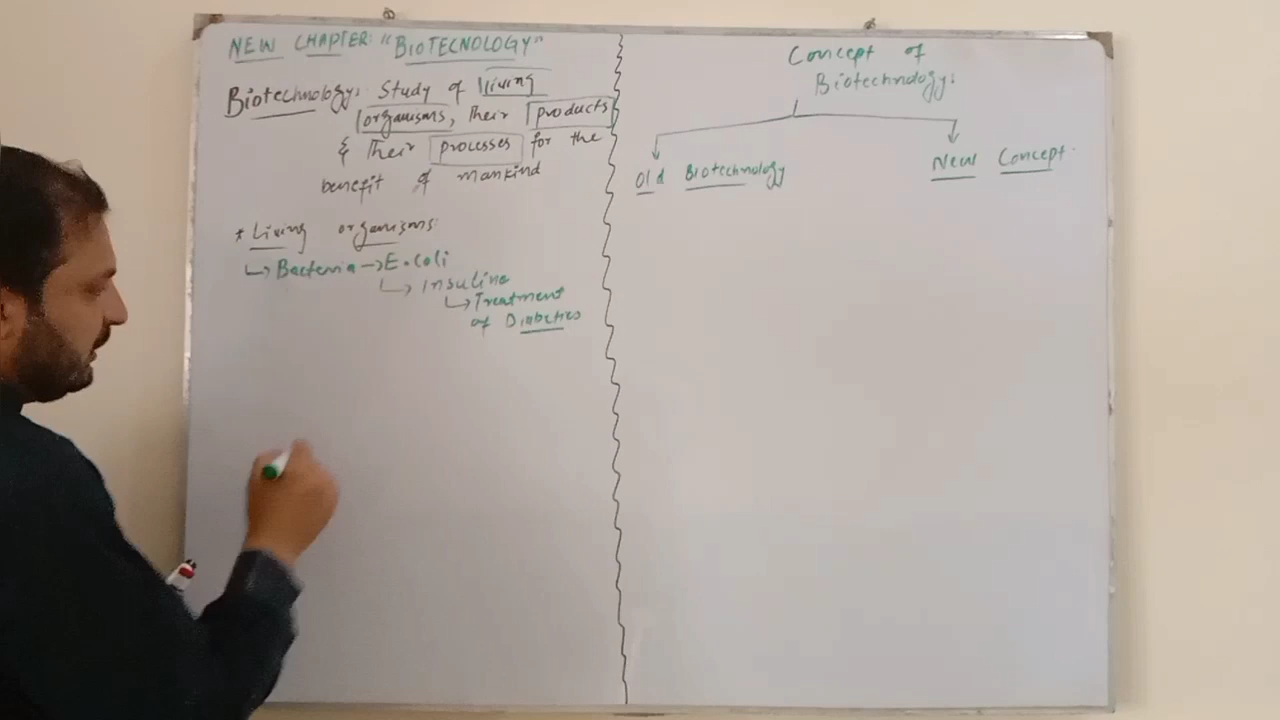 NEW CHAPTER: "BIOTECNOLOGY"
Biotechnology: Study of living
organisms, Their products
& Their processes for the
benefit of mankind
* Living organisms:
↳ Bacteria → E.coli
↳ Insuline
↳ Treatment
of Diabeties
Concept of
Biotechnology:
Old Biotechnology
New Concept.